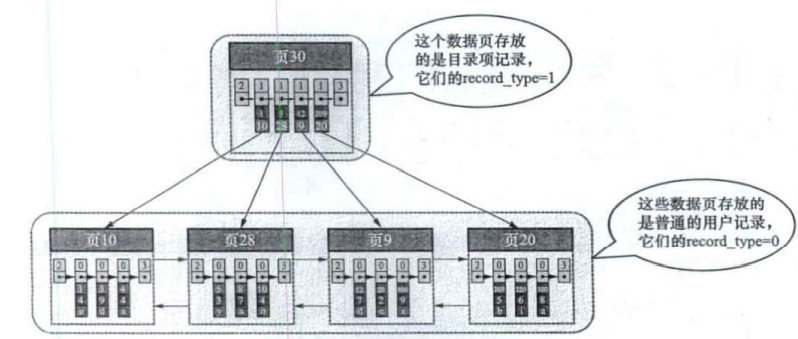 这个数据页存放
的是目录项记录，
它们的record_type=1
页30
2 1 1 1 1 3
1 5 12 209
10 28 9 20
这些数据页存放的
是普通的用户记录，
它们的record_type=0
页10 页28 页9 页20
2 0 0 0 3 2 0 0 0 3 2 0 0 0 3 2 0 0 0 3
1 3 4 5 8 10 12 20 100 209 220 300
4 9 4 3 7 4 7 2 9 5 6 8
u d a y a d c b i a